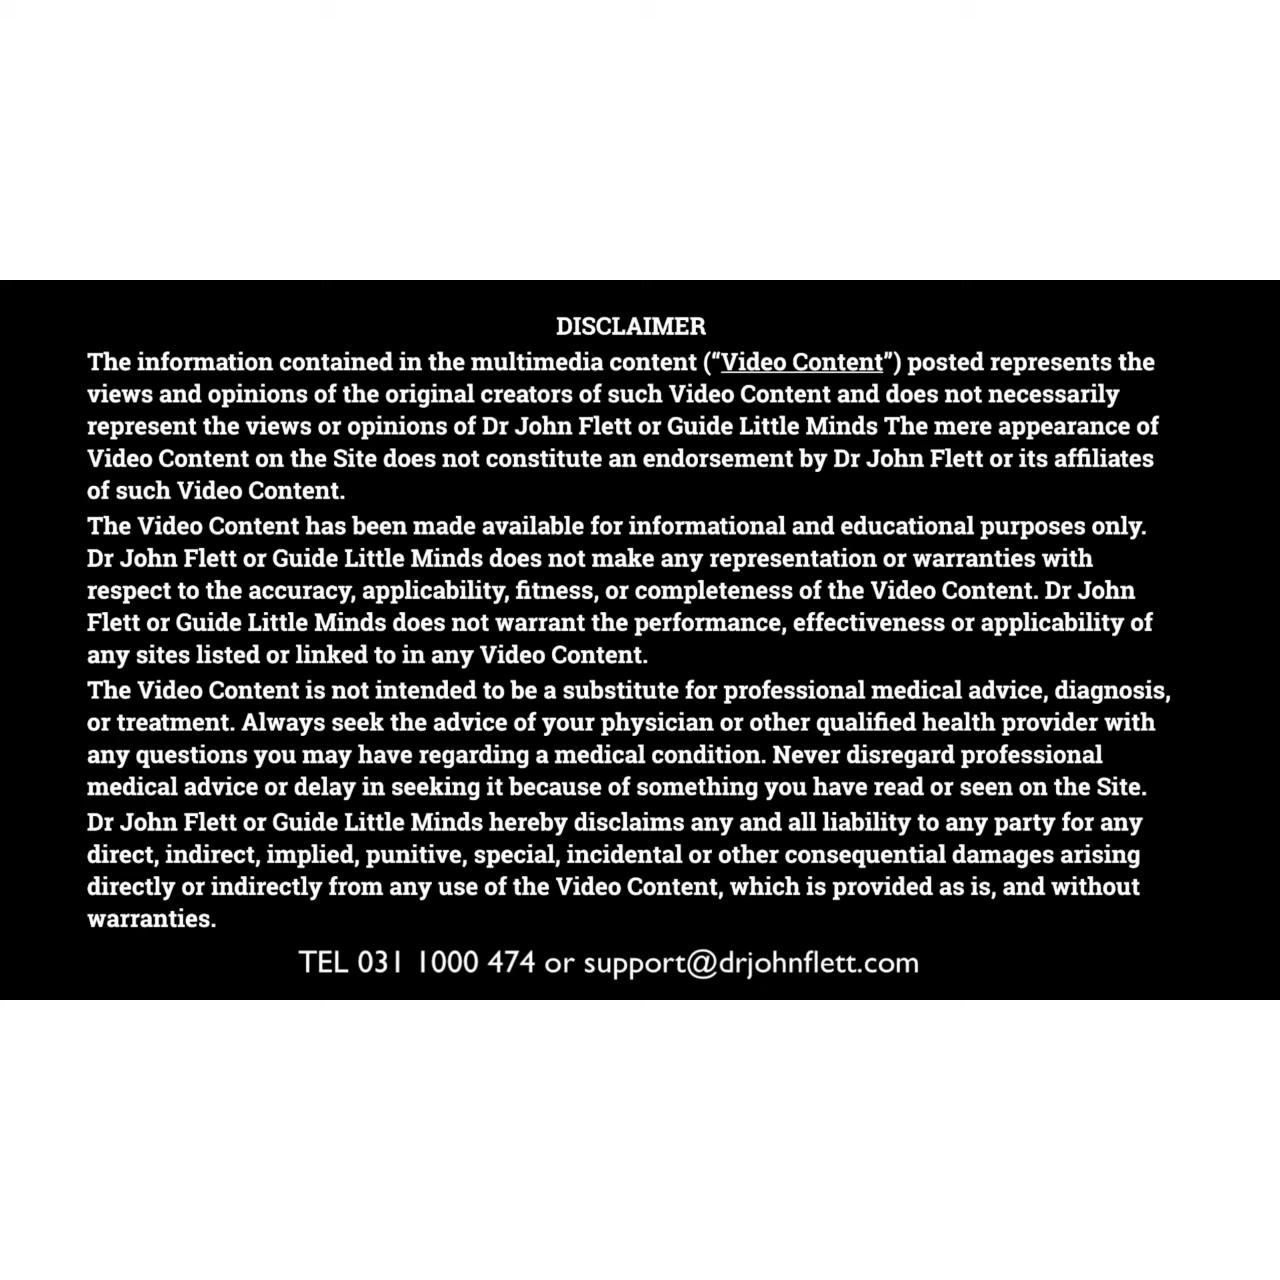 DISCLAIMER
The information contained in the multimedia content (“Video Content”) posted represents the
views and opinions of the original creators of such Video Content and does not necessarily
represent the views or opinions of Dr John Flett or Guide Little Minds The mere appearance of
Video Content on the Site does not constitute an endorsement by Dr John Flett or its affiliates
of such Video Content.
The Video Content has been made available for informational and educational purposes only.
Dr John Flett or Guide Little Minds does not make any representation or warranties with
respect to the accuracy, applicability, fitness, or completeness of the Video Content. Dr John
Flett or Guide Little Minds does not warrant the performance, effectiveness or applicability of
any sites listed or linked to in any Video Content.
The Video Content is not intended to be a substitute for professional medical advice, diagnosis,
or treatment. Always seek the advice of your physician or other qualified health provider with
any questions you may have regarding a medical condition. Never disregard professional
medical advice or delay in seeking it because of something you have read or seen on the Site.
Dr John Flett or Guide Little Minds hereby disclaims any and all liability to any party for any
direct, indirect, implied, punitive, special, incidental or other consequential damages arising
directly or indirectly from any use of the Video Content, which is provided as is, and without
warranties.
TEL 031 1000 474 or support@drjohnflett.com